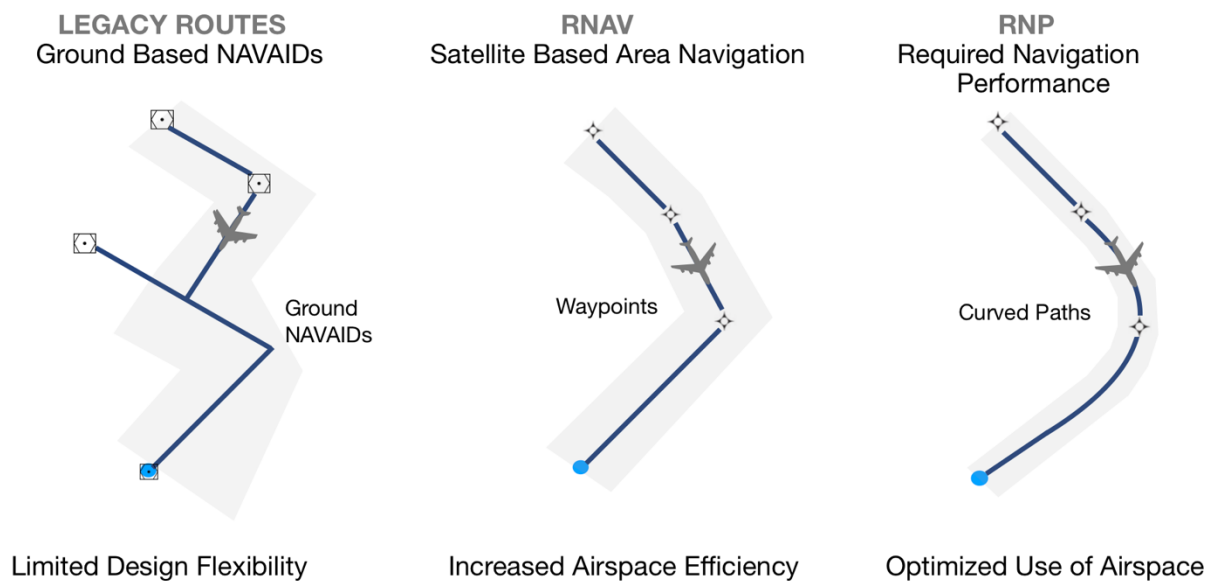 LEGACY ROUTES
Ground Based NAVAIDs
RNAV
Satellite Based Area Navigation
RNP
Required Navigation
Performance
Ground
NAVAIDs
Waypoints
Curved Paths
Limited Design Flexibility
Increased Airspace Efficiency
Optimized Use of Airspace